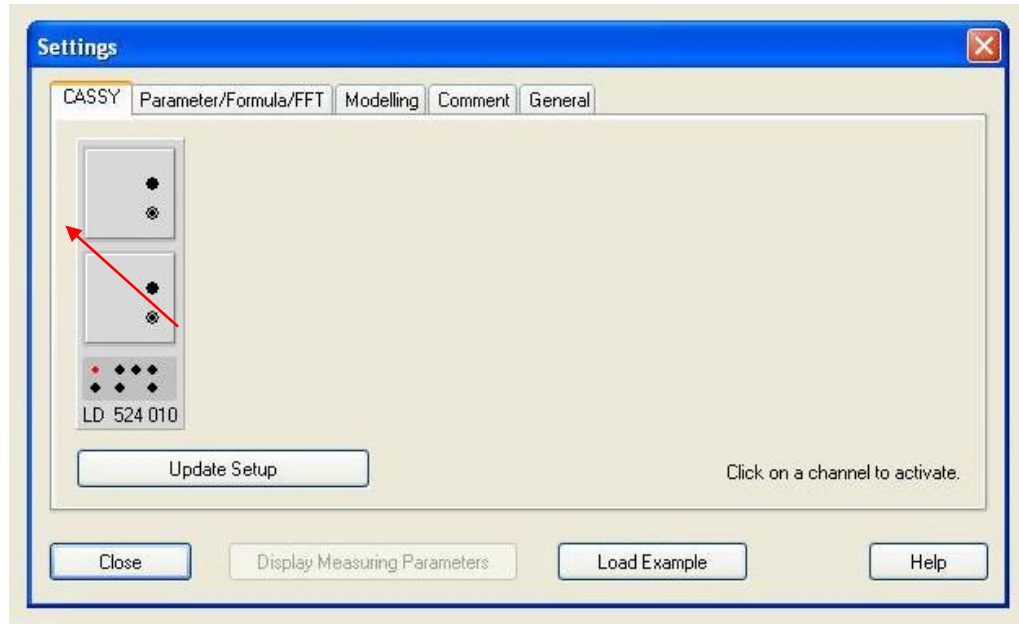 Settings
CASSY Parameter/Formula/FFT Modelling Comment General
LD 524 010
Update Setup
Click on a channel to activate.
Close Display Measuring Parameters Load Example Help